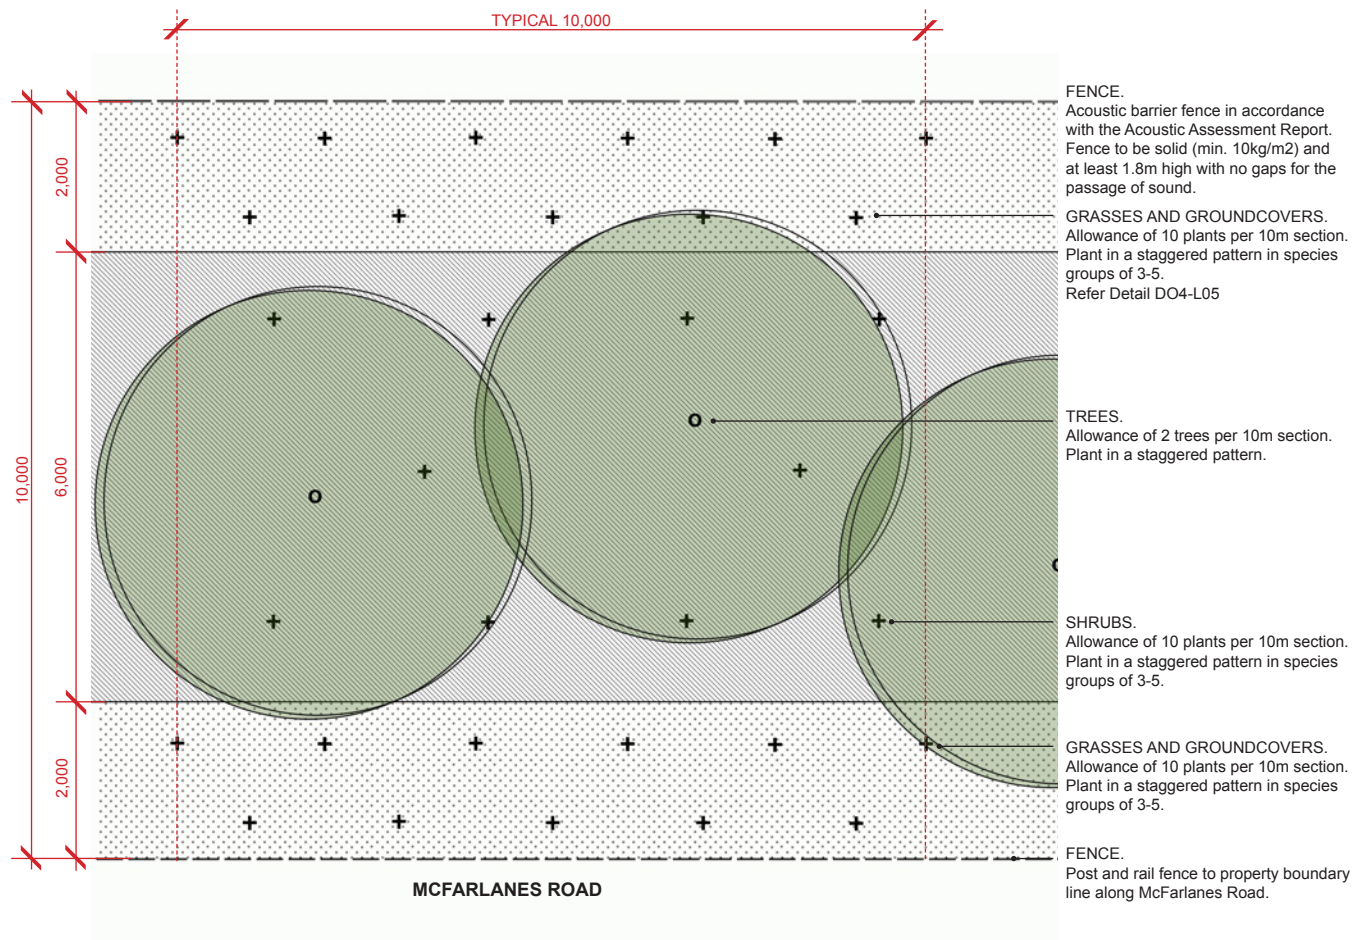 TYPICAL 10,000
FENCE.
Acoustic barrier fence in accordance
with the Acoustic Assessment Report.
Fence to be solid (min. 10kg/m2) and
at least 1.8m high with no gaps for the
passage of sound.
2,000
GRASSES AND GROUNDCOVERS.
Allowance of 10 plants per 10m section.
Plant in a staggered pattern in species
groups of 3-5.
Refer Detail DO4-L05
TREES.
Allowance of 2 trees per 10m section.
Plant in a staggered pattern.
10,000
6,000
SHRUBS.
Allowance of 10 plants per 10m section.
Plant in a staggered pattern in species
groups of 3-5.
2,000
GRASSES AND GROUNDCOVERS.
Allowance of 10 plants per 10m section.
Plant in a staggered pattern in species
groups of 3-5.
FENCE.
Post and rail fence to property boundary
line along McFarlanes Road.
MCFARLANES ROAD